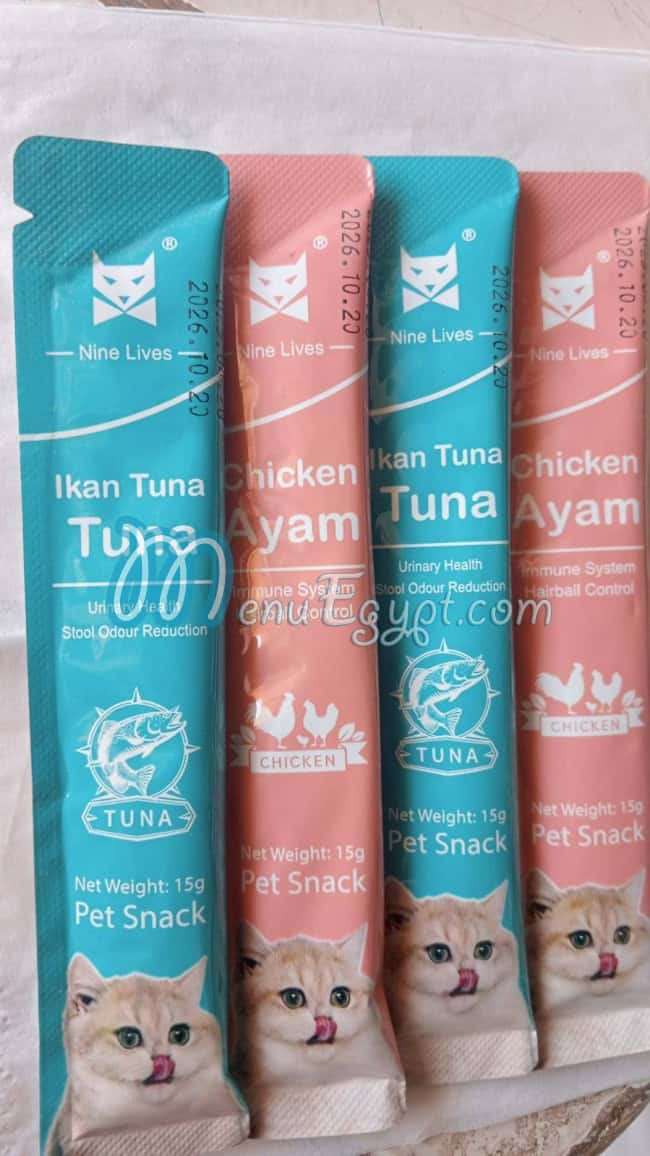 ®
Nine Lives
2026.10.20
Ikan Tuna
Tuna
Urinary Health
Stool Odour Reduction
TUNA
Net Weight: 15g
Pet Snack
®
Nine Lives
2026.10.20
Chicken
Ayam
Immune System
Hairball Control
CHICKEN
Net Weight: 15g
Pet Snack
®
Nine Lives
2026.10.20
Ikan Tuna
Tuna
Urinary Health
Stool Odour Reduction
TUNA
Net Weight: 15g
Pet Snack
®
Nine Lives
2026.10.20
Chicken
Ayam
Immune System
Hairball Control
CHICKEN
Net Weight: 15g
Pet Snack
MenuEgypt.com